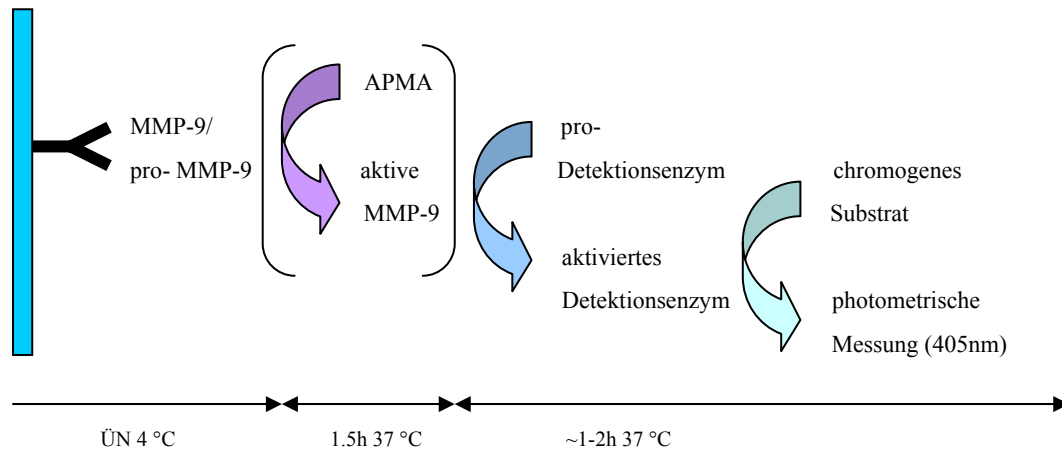 MMP-9/
pro- MMP-9
APMA
aktive
MMP-9
pro-
Detektionsenzym
aktiviertes
Detektionsenzym
chromogenes
Substrat
photometrische
Messung (405nm)
ÜN 4 °C
1.5h 37 °C
~1-2h 37 °C